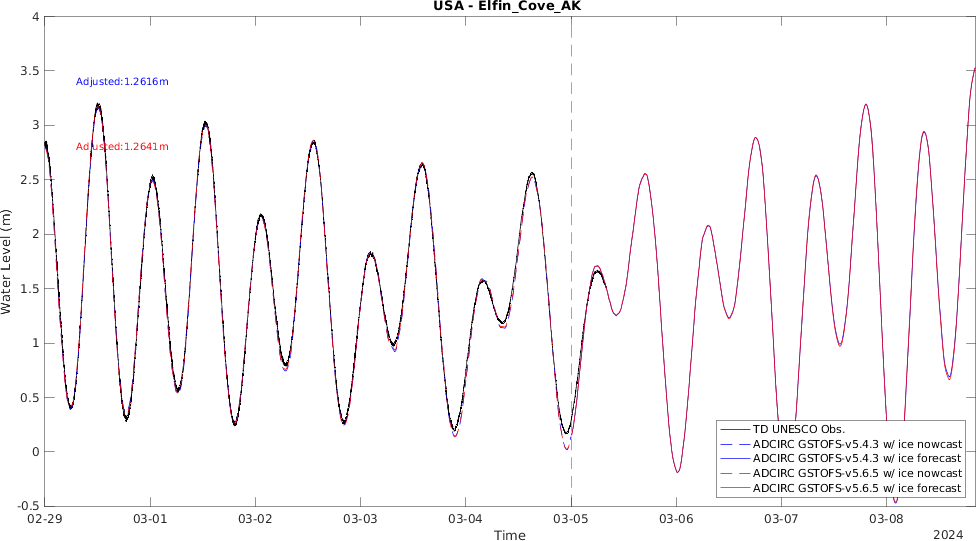 USA - Elfin_Cove_AK
4
3.5
3
2.5
2
1.5
1
0.5
0
-0.5
Water Level (m)
Adjusted:1.2616m
Adjusted:1.2641m
TD UNESCO Obs.
ADCIRC GSTOFS-v5.4.3 w/ ice nowcast
ADCIRC GSTOFS-v5.4.3 w/ ice forecast
ADCIRC GSTOFS-v5.6.5 w/ ice nowcast
ADCIRC GSTOFS-v5.6.5 w/ ice forecast
02-29 03-01 03-02 03-03 03-04 03-05 03-06 03-07 03-08
Time
2024